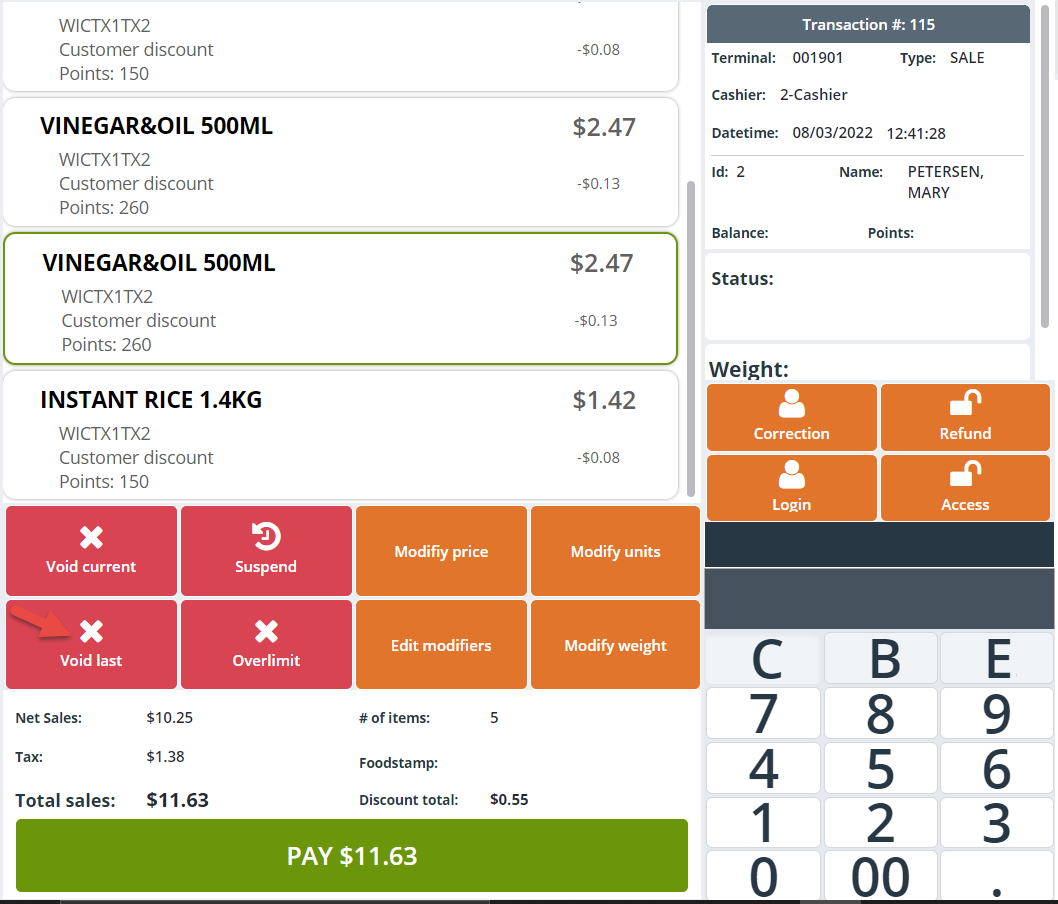 WICTX1TX2
Customer discount -$0.08
Points: 150
VINEGAR&OIL 500ML $2.47
WICTX1TX2
Customer discount -$0.13
Points: 260
VINEGAR&OIL 500ML $2.47
WICTX1TX2
Customer discount -$0.13
Points: 260
INSTANT RICE 1.4KG $1.42
WICTX1TX2
Customer discount -$0.08
Points: 150
Void current Suspend Modifiy price Modify units
Void last Overlimit Edit modifiers Modify weight
Net Sales: $10.25 # of items: 5
Tax: $1.38
Foodstamp:
Total sales: $11.63 Discount total: $0.55
PAY $11.63
Transaction #: 115
Terminal: 001901 Type: SALE
Cashier: 2-Cashier
Datetime: 08/03/2022 12:41:28
Id: 2 Name: PETERSEN,
MARY
Balance: Points:
Status:
Weight:
Correction Refund
Login Access
C B E
7 8 9
4 5 6
1 2 3
0 00 .